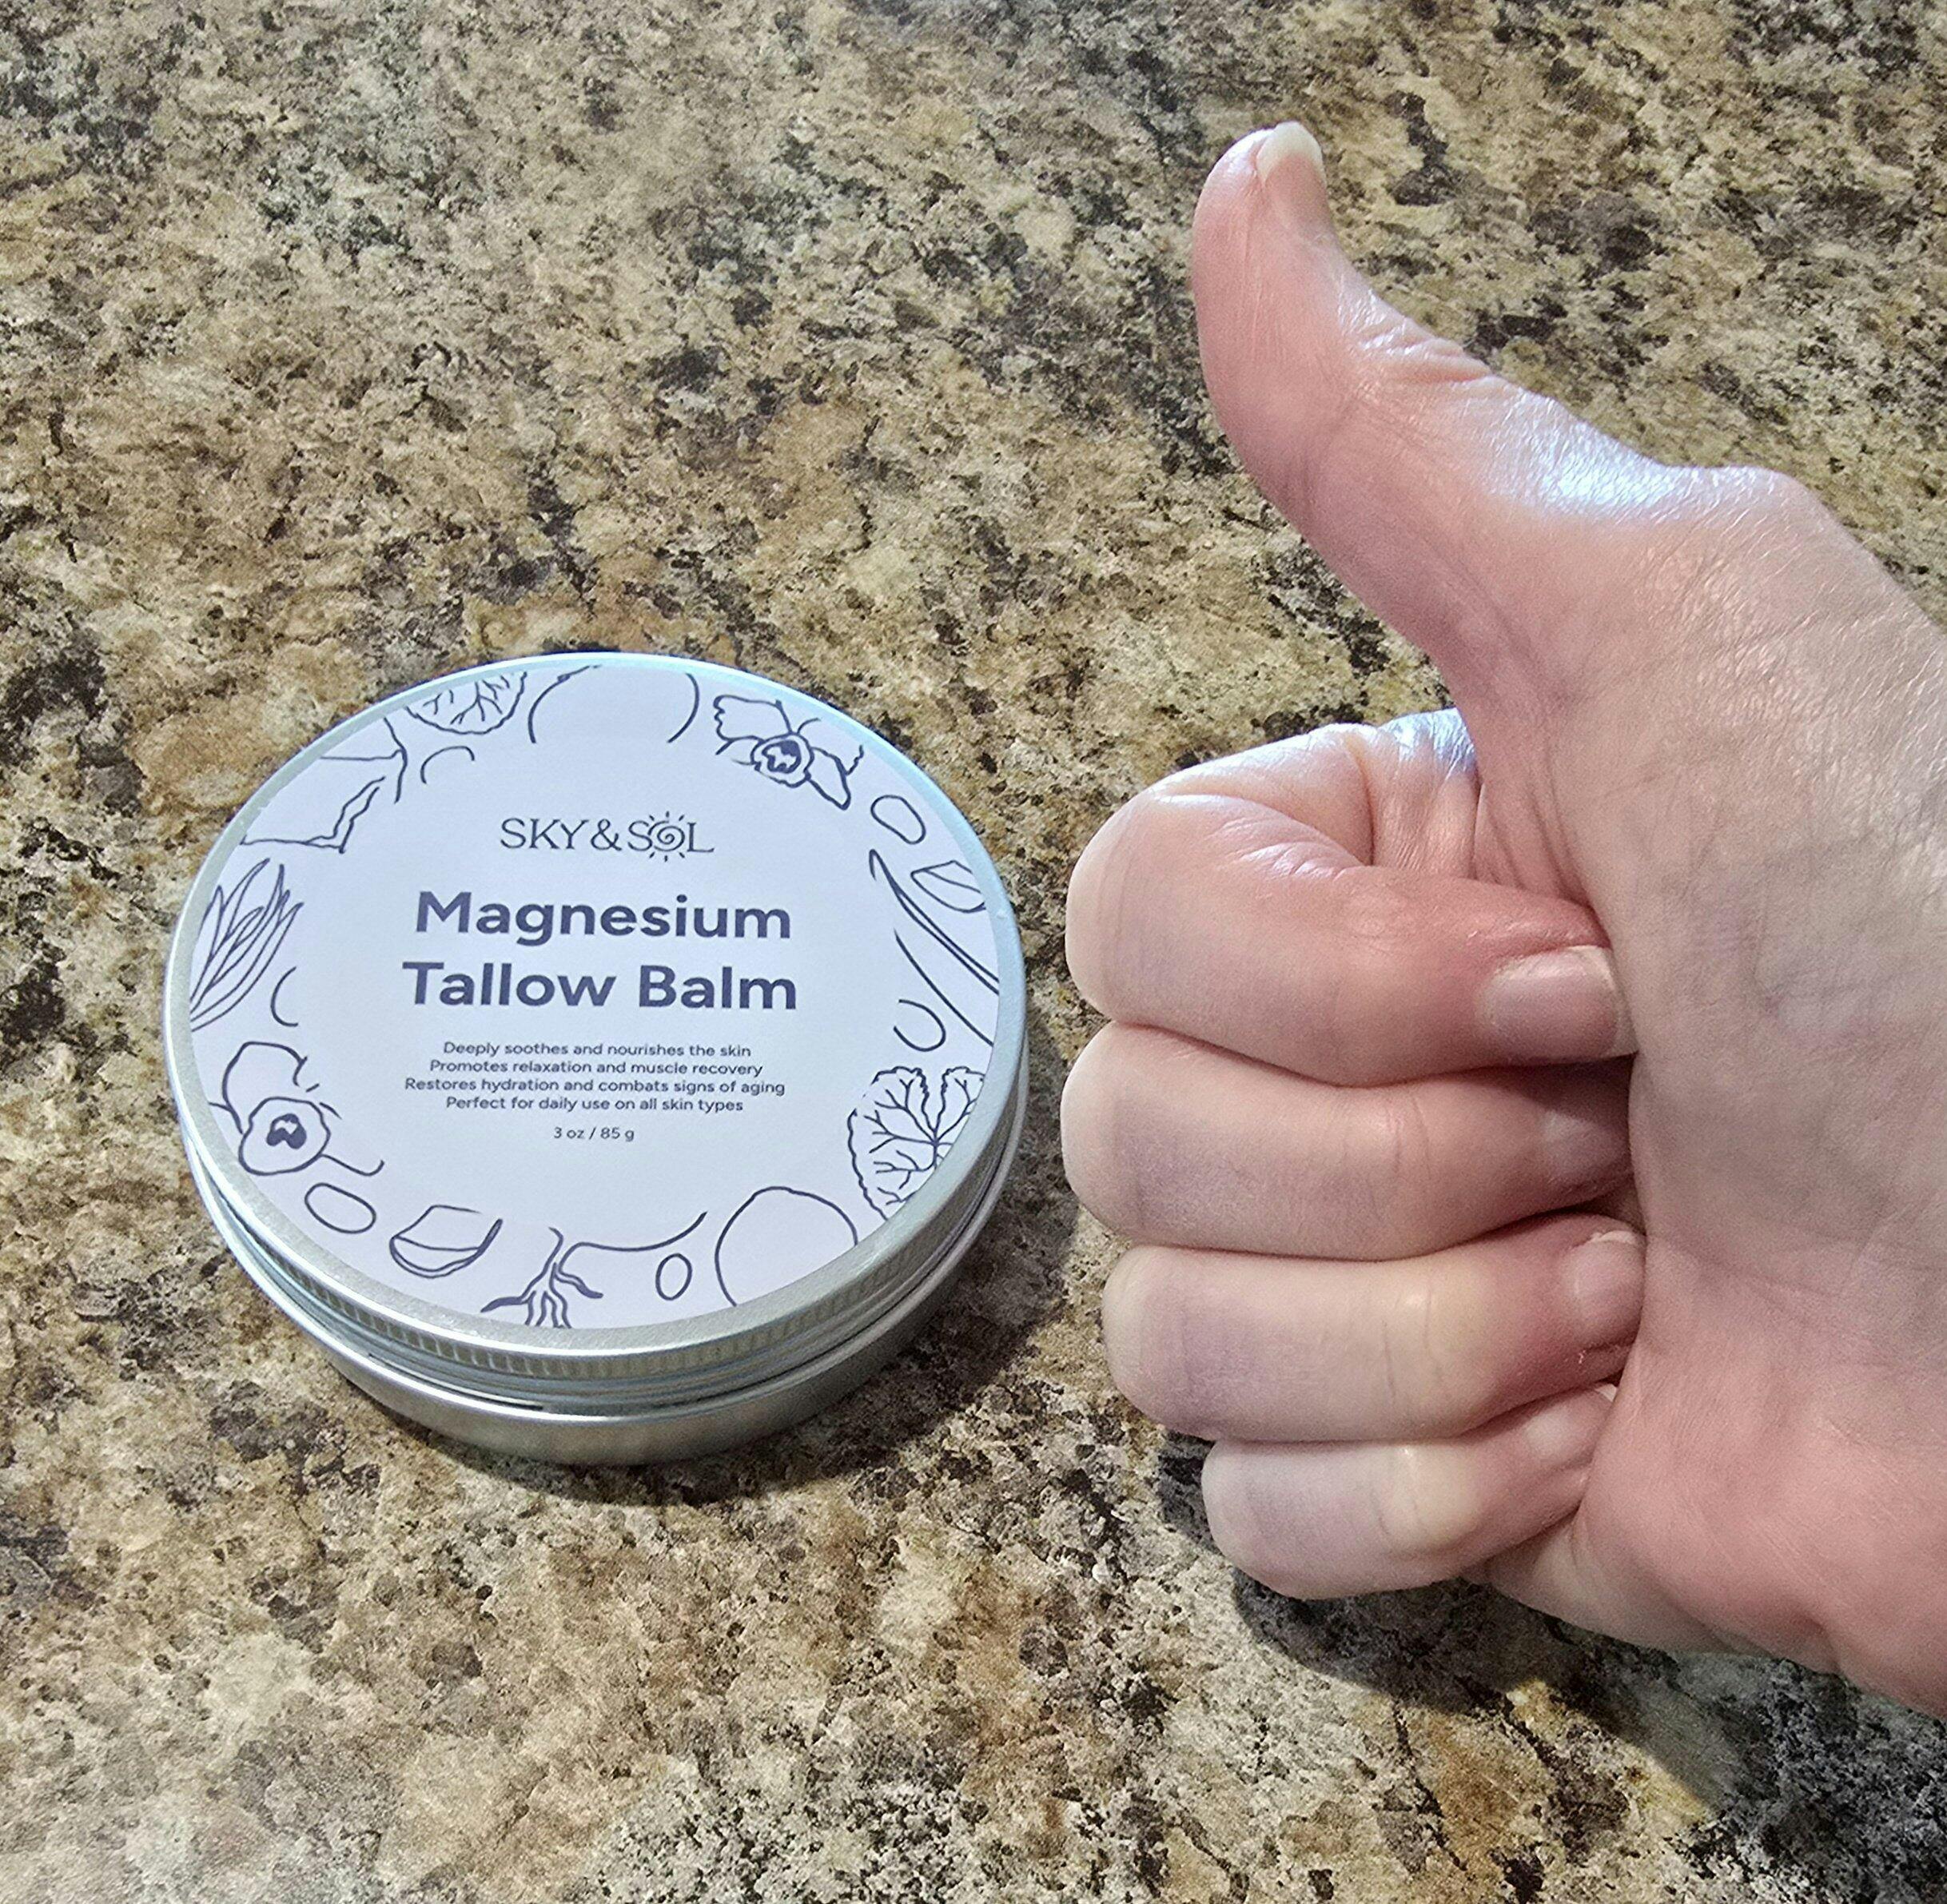 SKY & SOL
Magnesium
Tallow Balm
Deeply soothes and nourishes the skin
Promotes relaxation and muscle recovery
Restores hydration and combats signs of aging
Perfect for daily use on all skin types
3 oz / 85 g